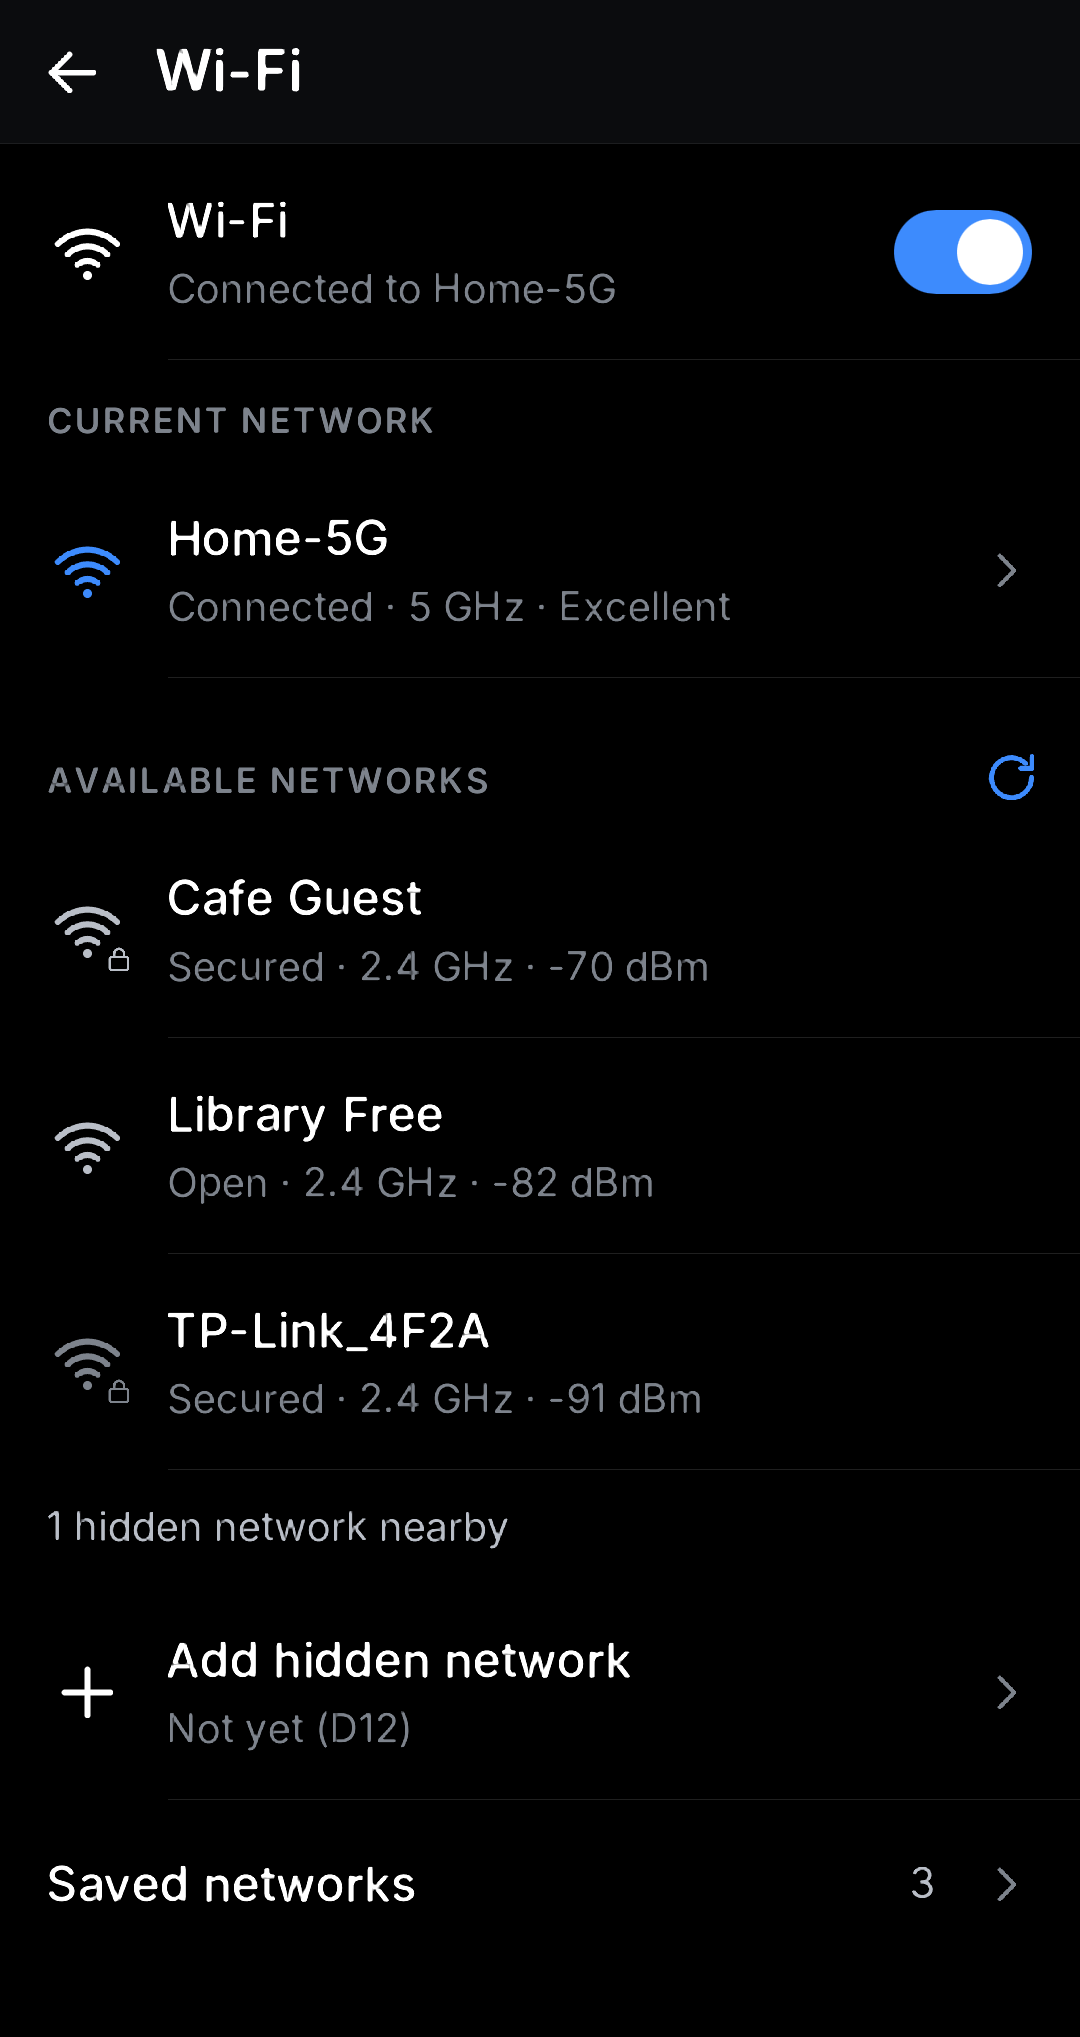 Wi-Fi
Wi-Fi
Connected to Home-5G
CURRENT NETWORK
Home-5G
Connected · 5 GHz · Excellent
AVAILABLE NETWORKS
Cafe Guest
Secured · 2.4 GHz · -70 dBm
Library Free
Open · 2.4 GHz · -82 dBm
TP-Link_4F2A
Secured · 2.4 GHz · -91 dBm
1 hidden network nearby
Add hidden network
Not yet (D12)
Saved networks 3